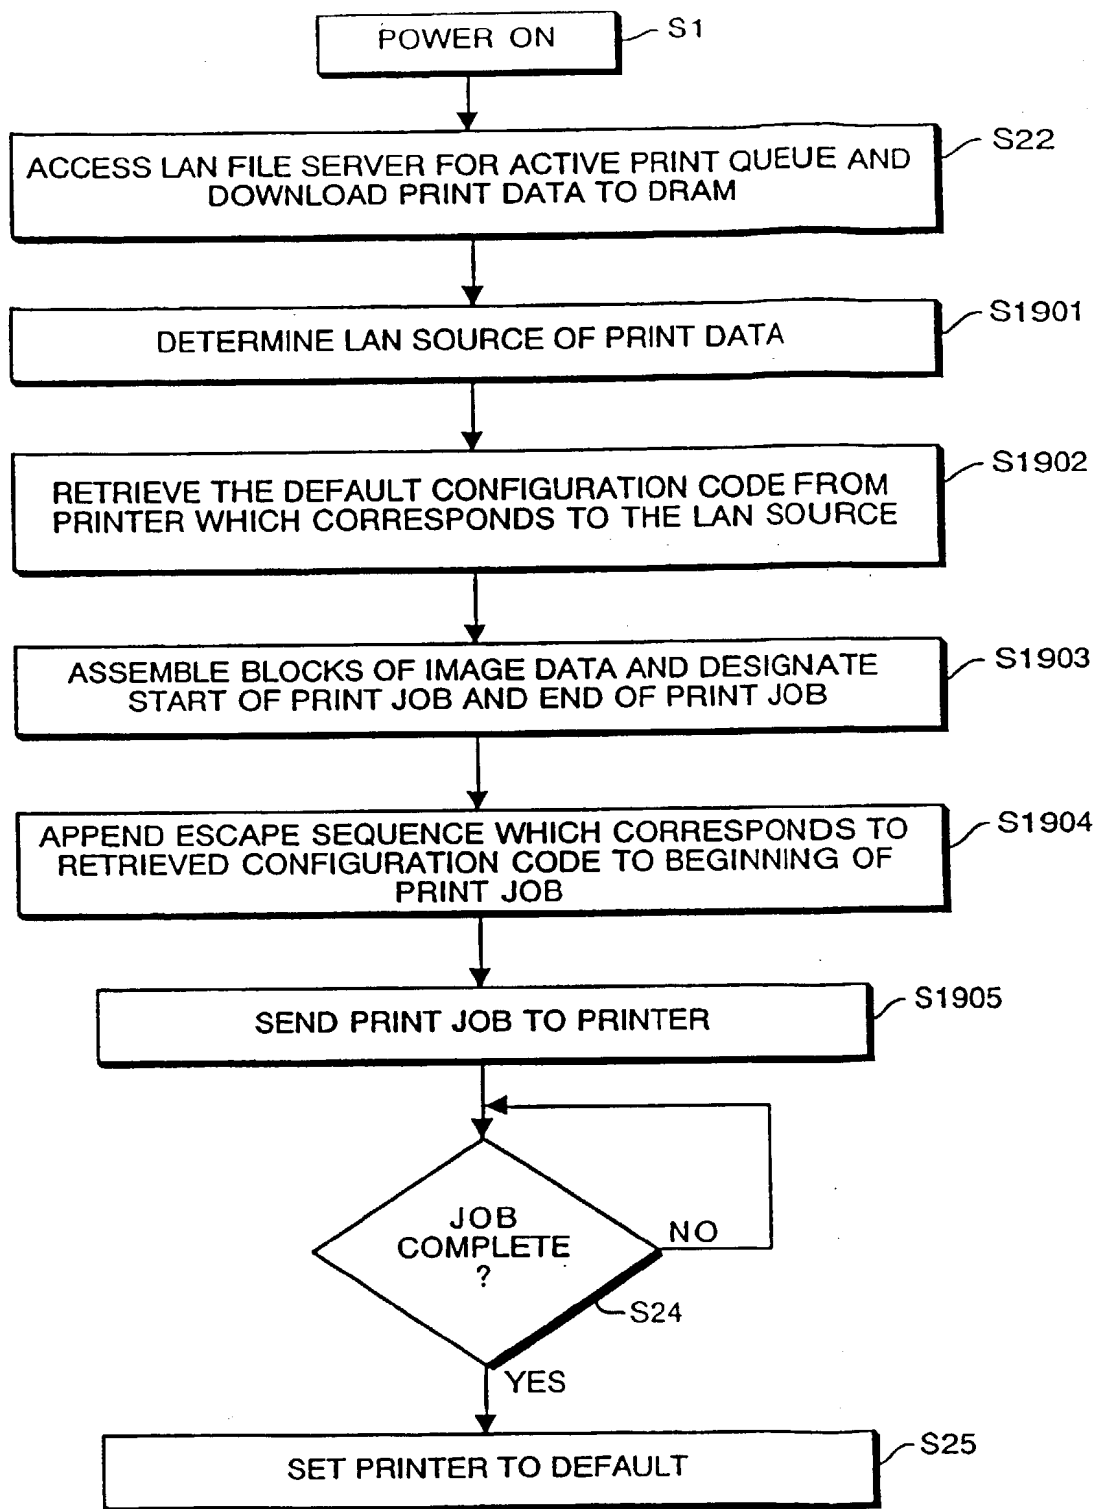 POWER ON
S1
ACCESS LAN FILE SERVER FOR ACTIVE PRINT QUEUE AND
DOWNLOAD PRINT DATA TO DRAM
S22
DETERMINE LAN SOURCE OF PRINT DATA
S1901
RETRIEVE THE DEFAULT CONFIGURATION CODE FROM
PRINTER WHICH CORRESPONDS TO THE LAN SOURCE
S1902
ASSEMBLE BLOCKS OF IMAGE DATA AND DESIGNATE
START OF PRINT JOB AND END OF PRINT JOB
S1903
APPEND ESCAPE SEQUENCE WHICH CORRESPONDS TO
RETRIEVED CONFIGURATION CODE TO BEGINNING OF
PRINT JOB
S1904
SEND PRINT JOB TO PRINTER
S1905
JOB
COMPLETE
?
NO
S24
YES
SET PRINTER TO DEFAULT
S25